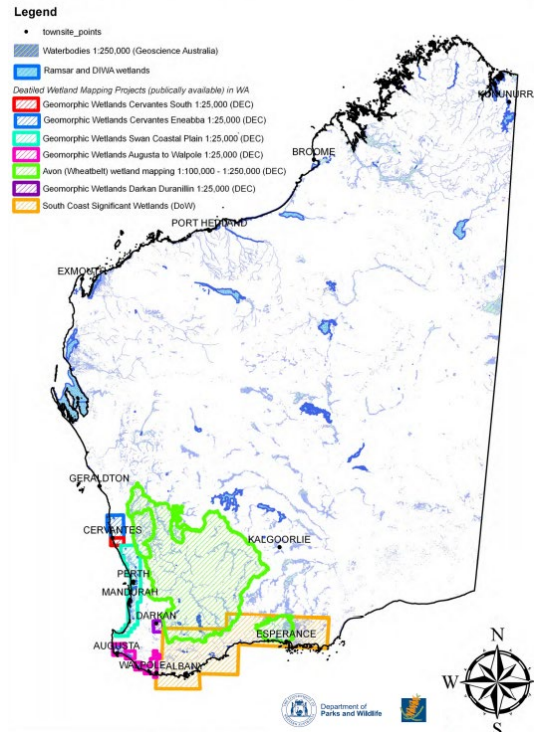 Legend
townsite_points
Waterbodies 1:250,000 (Geoscience Australia)
Ramsar and DIWA wetlands
Deatiled Wetland Mapping Projects (publically available) in WA
Geomorphic Wetlands Cervantes South 1:25,000 (DEC)
Geomorphic Wetlands Cervantes Eneabba 1:25,000 (DEC)
Geomorphic Wetlands Swan Coastal Plain 1:25,000 (DEC)
Geomorphic Wetlands Augusta to Walpole 1:25,000 (DEC)
Avon (Wheatbelt) wetland mapping 1:100,000 - 1:250,000 (DEC)
Geomorphic Wetlands Darkan Duranillin 1:25,000 (DEC)
South Coast Significant Wetlands (DoW)
KUNUNURRA
BROOME
PORT HEDLAND
EXMOUTH
GERALDTON
CERVANTES
KALGOORLIE
PERTH
MANDURAH
DARKAN
ESPERANCE
AUGUSTA
WALPOLE
ALBANY
N
W
E
S
Department of
Parks and Wildlife